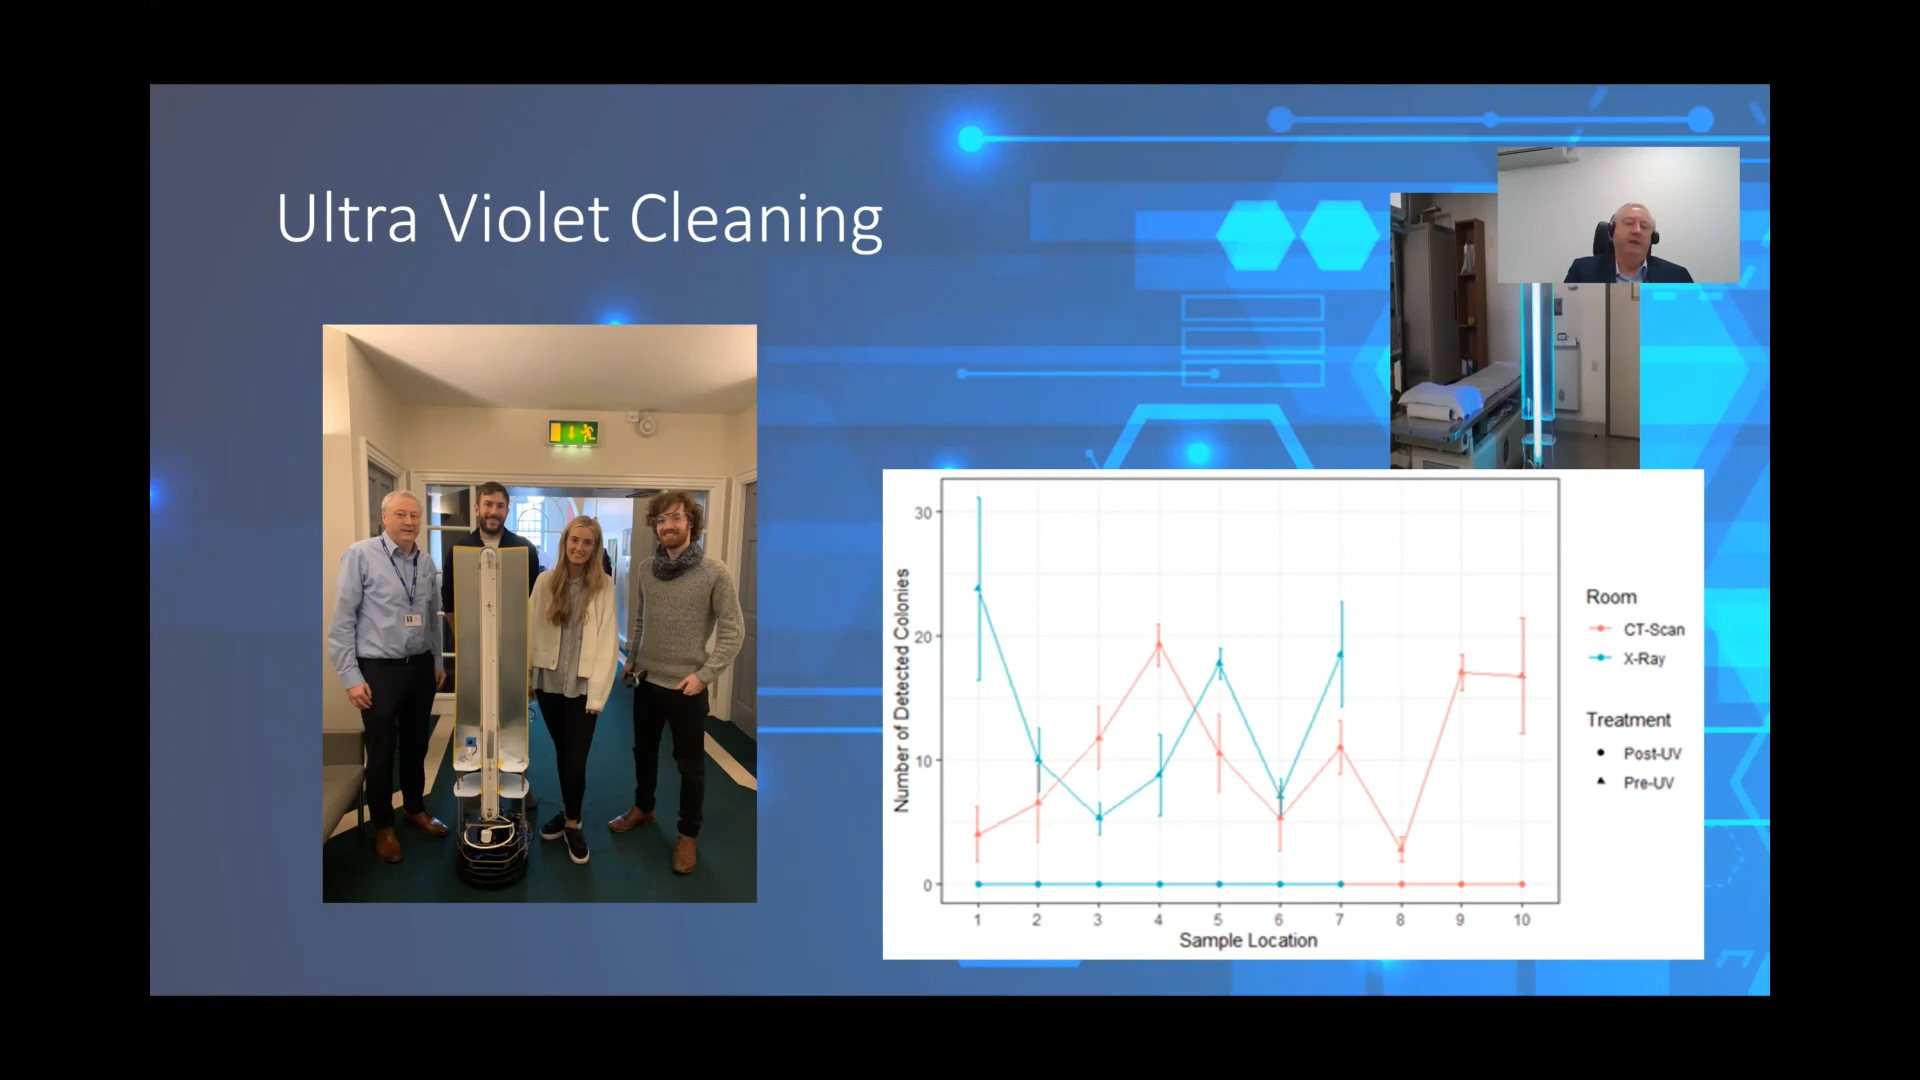 Ultra Violet Cleaning
Number of Detected Colonies
30
20
10
0
1 2 3 4 5 6 7 8 9 10
Sample Location
Room
CT-Scan
X-Ray
Treatment
Post-UV
Pre-UV